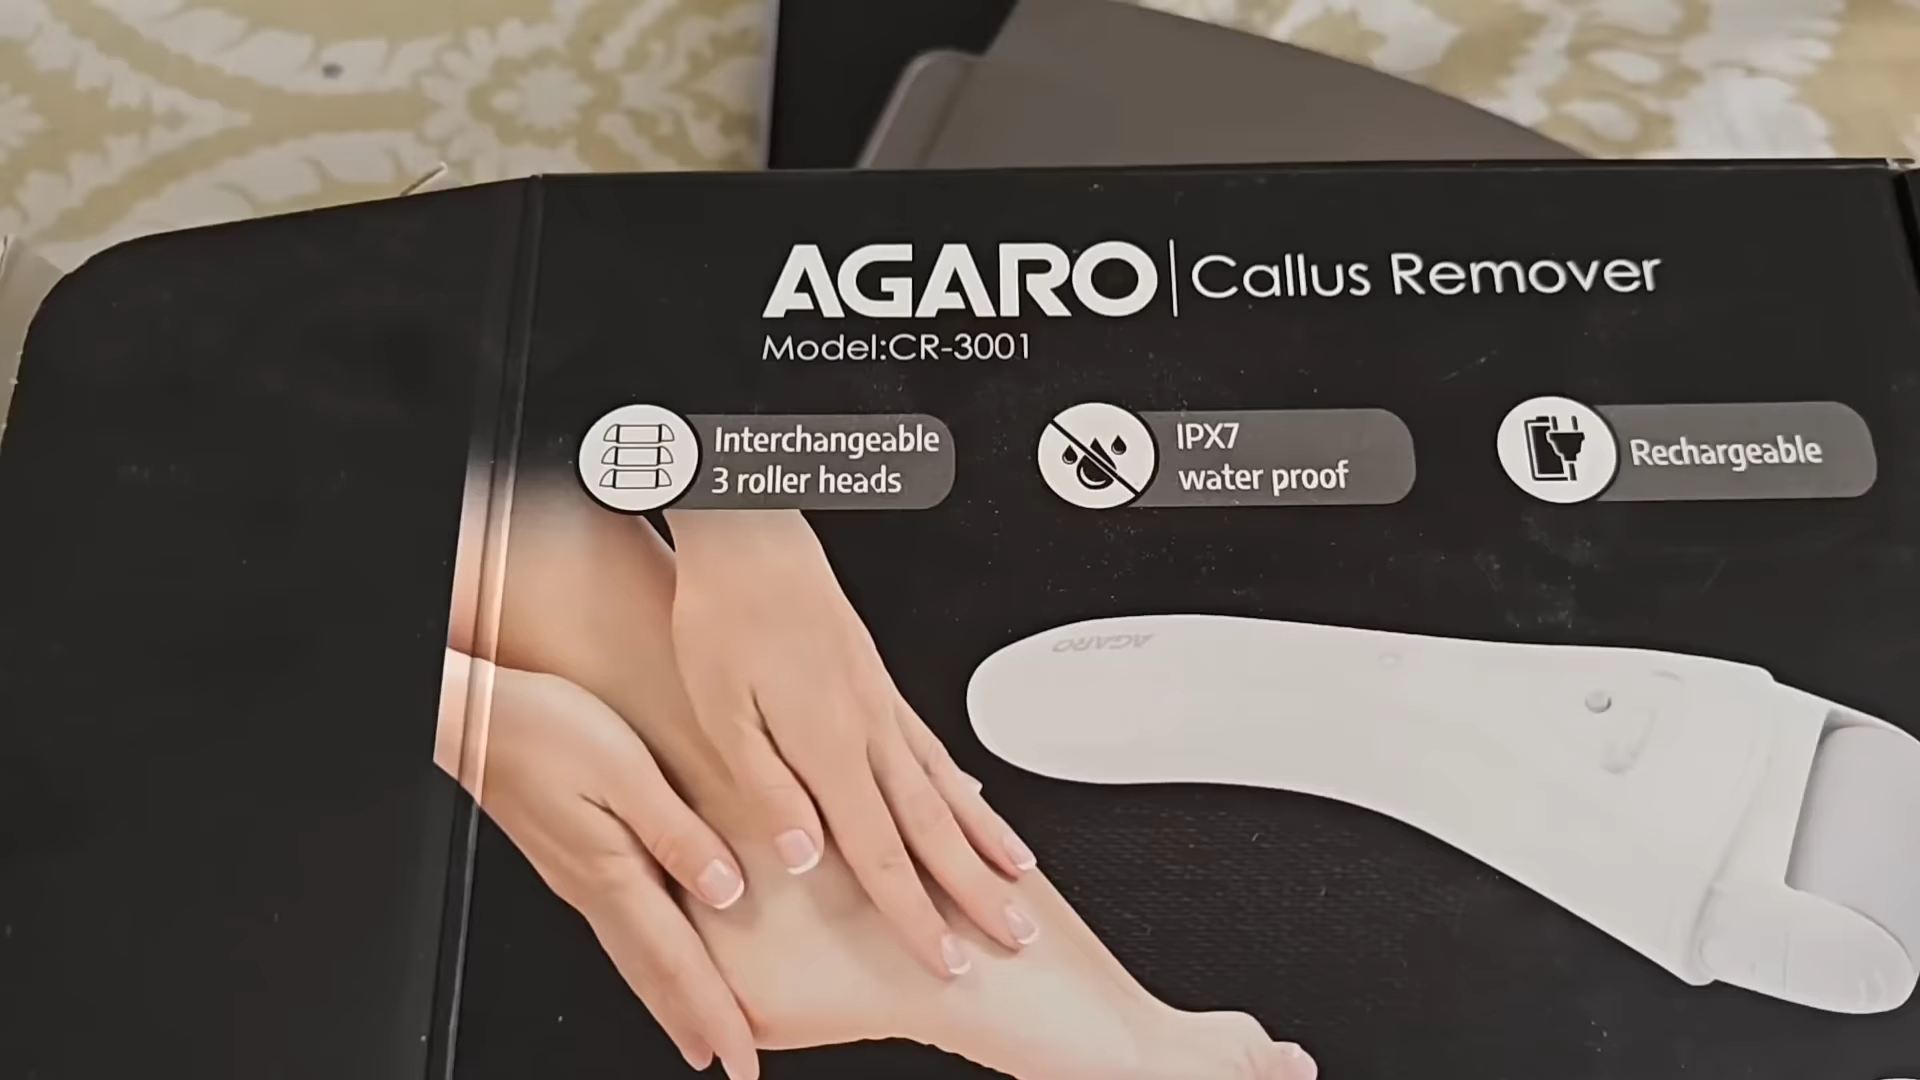 AGARO | Callus Remover
Model:CR-3001
Interchangeable
3 roller heads
IPX7
water proof
Rechargeable
AGARO